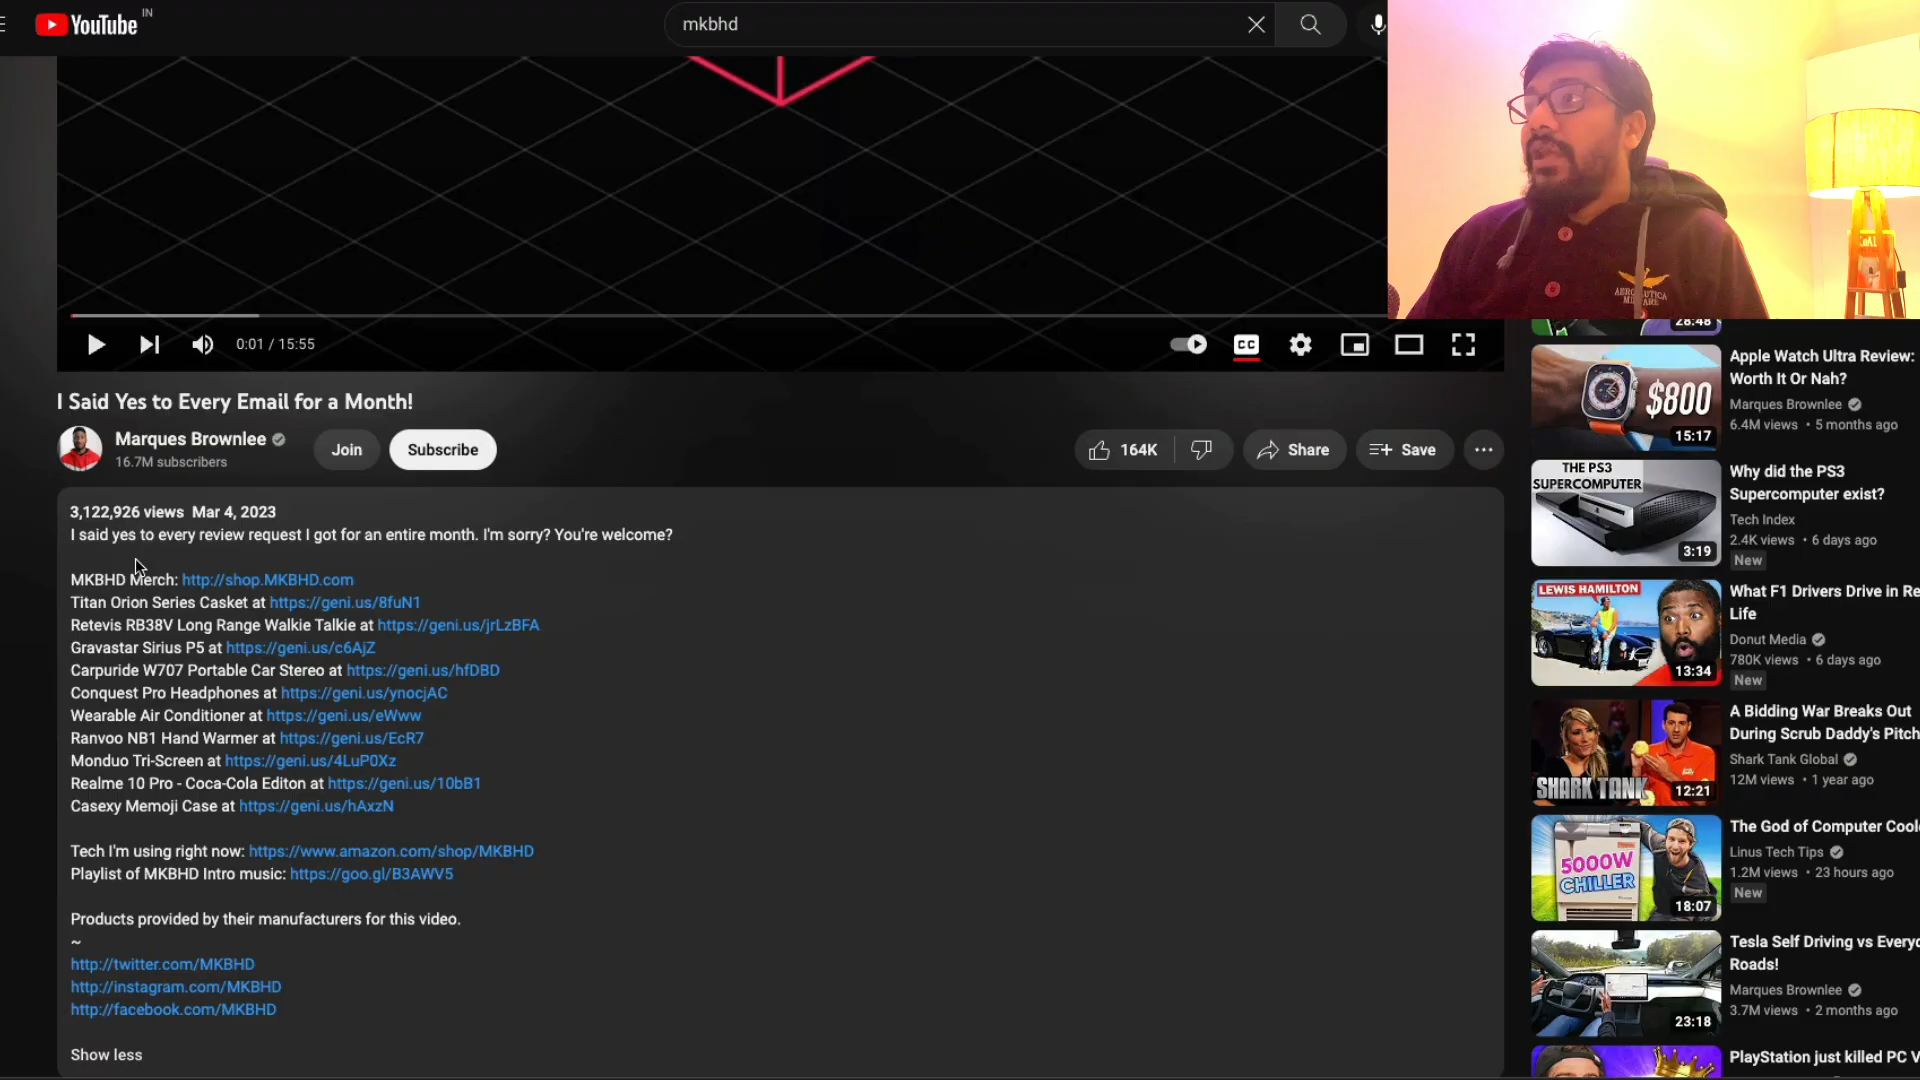 YouTube IN
mkbhd
0:01 / 15:55
CC
I Said Yes to Every Email for a Month!
Marques Brownlee
16.7M subscribers
Join
Subscribe
164K
Share
Save
3,122,926 views Mar 4, 2023
I said yes to every review request I got for an entire month. I'm sorry? You're welcome?
MKBHD Merch: http://shop.MKBHD.com
Titan Orion Series Casket at https://geni.us/8fuN1
Retevis RB38V Long Range Walkie Talkie at https://geni.us/jrLzBFA
Gravastar Sirius P5 at https://geni.us/c6AjZ
Carpuride W707 Portable Car Stereo at https://geni.us/hfDBD
Conquest Pro Headphones at https://geni.us/ynocjAC
Wearable Air Conditioner at https://geni.us/eWww
Ranvoo NB1 Hand Warmer at https://geni.us/EcR7
Monduo Tri-Screen at https://geni.us/4LuP0Xz
Realme 10 Pro - Coca-Cola Editon at https://geni.us/10bB1
Casexy Memoji Case at https://geni.us/hAxzN
Tech I'm using right now: https://www.amazon.com/shop/MKBHD
Playlist of MKBHD Intro music: https://goo.gl/B3AWV5
Products provided by their manufacturers for this video.
~
http://twitter.com/MKBHD
http://instagram.com/MKBHD
http://facebook.com/MKBHD
Show less
AERONAUTICA
MILITARE
28:48
$800
15:17
Apple Watch Ultra Review:
Worth It Or Nah?
Marques Brownlee
6.4M views • 5 months ago
THE PS3
SUPERCOMPUTER
3:19
Why did the PS3
Supercomputer exist?
Tech Index
2.4K views • 6 days ago
New
LEWIS HAMILTON
13:34
What F1 Drivers Drive in Re
Life
Donut Media
780K views • 6 days ago
New
SHARK TANK
12:21
A Bidding War Breaks Out
During Scrub Daddy's Pitch
Shark Tank Global
12M views • 1 year ago
5000W
CHILLER
18:07
The God of Computer Coole
Linus Tech Tips
1.2M views • 23 hours ago
New
23:18
Tesla Self Driving vs Everyo
Roads!
Marques Brownlee
3.7M views • 2 months ago
PlayStation just killed PC V